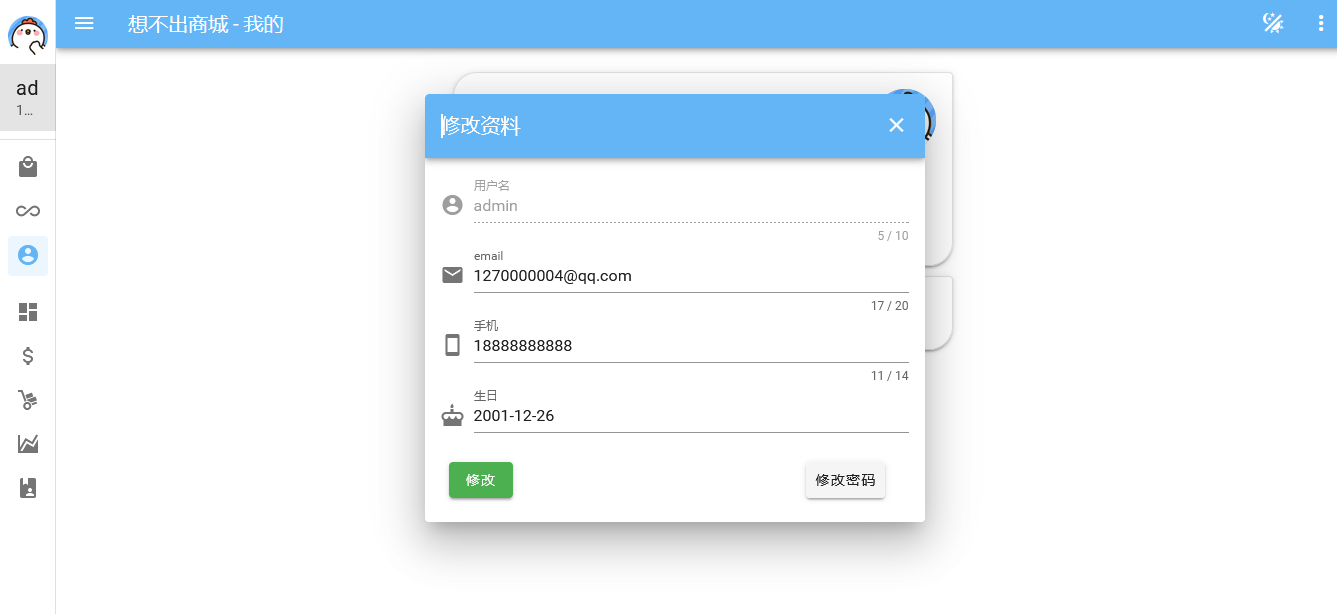 想不出商城 - 我的
ad
1...
修改资料
用户名
admin
5 / 10
email
1270000004@qq.com
17 / 20
手机
18888888888
11 / 14
生日
2001-12-26
修改
修改密码